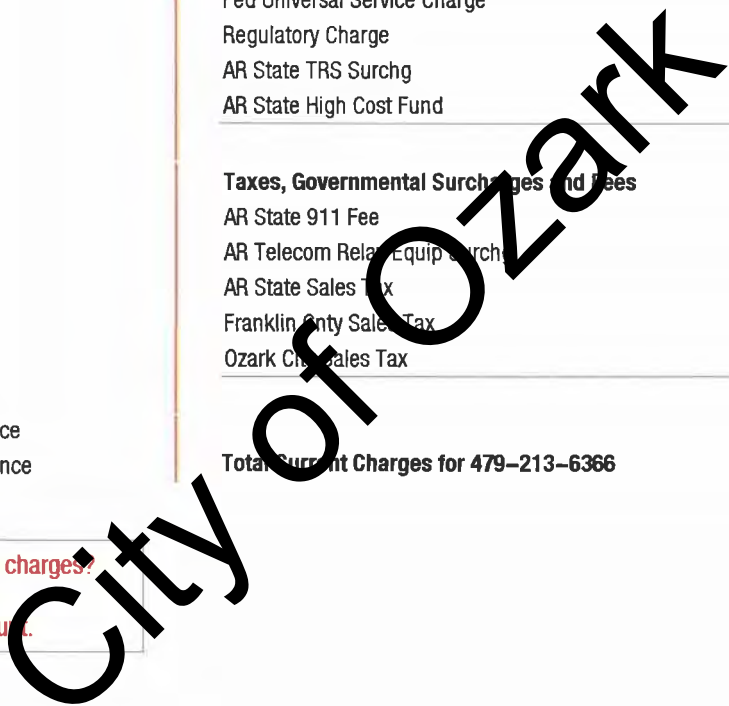 Fed Universal Service Charge
Regulatory Charge
AR State TRS Surchg
AR State High Cost Fund
Taxes, Governmental Surcharges and Fees
AR State 911 Fee
AR Telecom Relay Equip Surchg
AR State Sales Tax
Franklin Cnty Sales Tax
Ozark City Sales Tax
Total Current Charges for 479–213–6366
ce
nce
charges?
City of Ozark